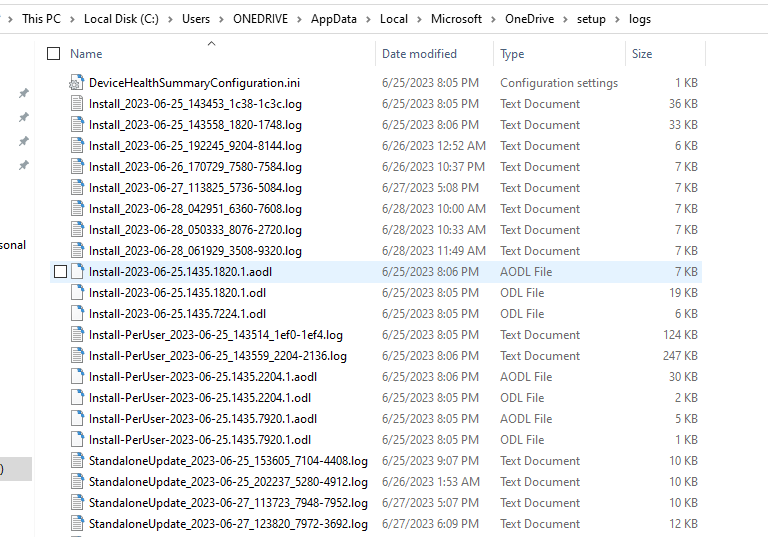 This PC > Local Disk (C:) > Users > ONEDRIVE > AppData > Local > Microsoft > OneDrive > setup > logs
Name Date modified Type Size
DeviceHealthSummaryConfiguration.ini 6/25/2023 8:05 PM Configuration settings 1 KB
Install_2023-06-25_143453_1c38-1c3c.log 6/25/2023 8:05 PM Text Document 36 KB
Install_2023-06-25_143558_1820-1748.log 6/25/2023 8:06 PM Text Document 33 KB
Install_2023-06-25_192245_9204-8144.log 6/26/2023 12:52 AM Text Document 6 KB
Install_2023-06-26_170729_7580-7584.log 6/26/2023 10:37 PM Text Document 7 KB
Install_2023-06-27_113825_5736-5084.log 6/27/2023 5:08 PM Text Document 7 KB
Install_2023-06-28_042951_6360-7608.log 6/28/2023 10:00 AM Text Document 7 KB
Install_2023-06-28_050333_8076-2720.log 6/28/2023 10:33 AM Text Document 7 KB
sonal
Install_2023-06-28_061929_3508-9320.log 6/28/2023 11:49 AM Text Document 7 KB
Install-2023-06-25.1435.1820.1.aodl 6/25/2023 8:06 PM AODL File 7 KB
Install-2023-06-25.1435.1820.1.odl 6/25/2023 8:05 PM ODL File 19 KB
Install-2023-06-25.1435.7224.1.odl 6/25/2023 8:05 PM ODL File 6 KB
Install-PerUser_2023-06-25_143514_1ef0-1ef4.log 6/25/2023 8:05 PM Text Document 124 KB
Install-PerUser_2023-06-25_143559_2204-2136.log 6/25/2023 8:06 PM Text Document 247 KB
Install-PerUser-2023-06-25.1435.2204.1.aodl 6/25/2023 8:06 PM AODL File 30 KB
Install-PerUser-2023-06-25.1435.2204.1.odl 6/25/2023 8:05 PM ODL File 2 KB
Install-PerUser-2023-06-25.1435.7920.1.aodl 6/25/2023 8:05 PM AODL File 5 KB
Install-PerUser-2023-06-25.1435.7920.1.odl 6/25/2023 8:05 PM ODL File 1 KB
)
StandaloneUpdate_2023-06-25_153605_7104-4408.log 6/25/2023 9:07 PM Text Document 10 KB
StandaloneUpdate_2023-06-25_202237_5280-4912.log 6/26/2023 1:53 AM Text Document 10 KB
StandaloneUpdate_2023-06-27_113723_7948-7952.log 6/27/2023 5:07 PM Text Document 10 KB
StandaloneUpdate_2023-06-27_123820_7972-3692.log 6/27/2023 6:09 PM Text Document 12 KB